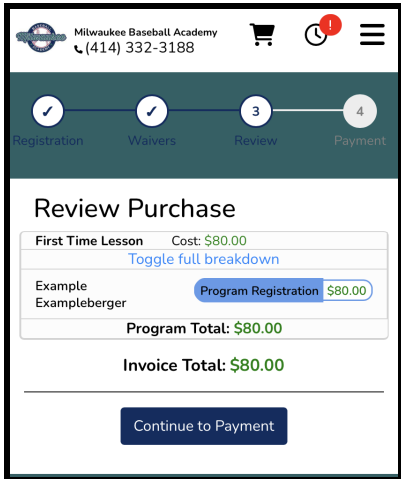 Milwaukee Baseball Academy
(414) 332-3188
!
✓ ✓ 3 4
Registration Waivers Review Payment
Review Purchase
First Time Lesson Cost: $80.00
Toggle full breakdown
Example
Exampleberger
Program Registration $80.00
Program Total: $80.00
Invoice Total: $80.00
Continue to Payment